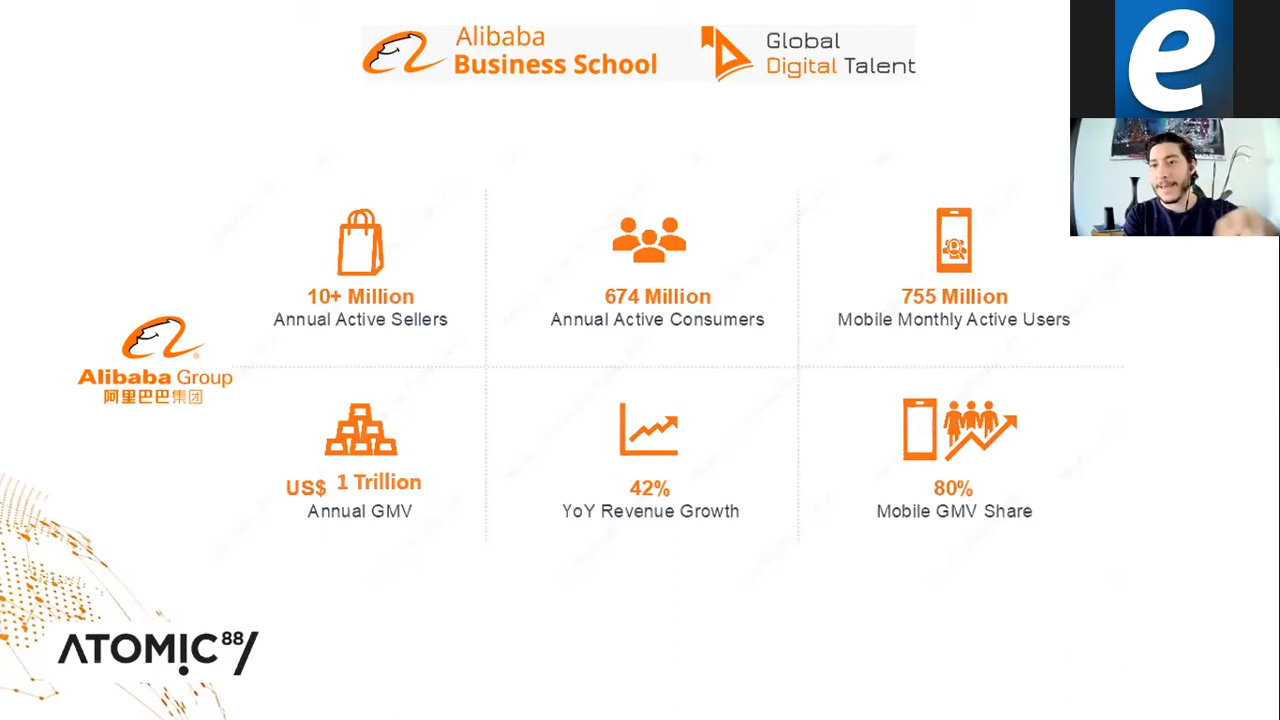 Alibaba
Business School
Global
Digital Talent
e
10+ Million
Annual Active Sellers
674 Million
Annual Active Consumers
755 Million
Mobile Monthly Active Users
Alibaba Group
阿里巴巴集团
US$ 1 Trillion
Annual GMV
42%
YoY Revenue Growth
80%
Mobile GMV Share
ATOMIC 88/